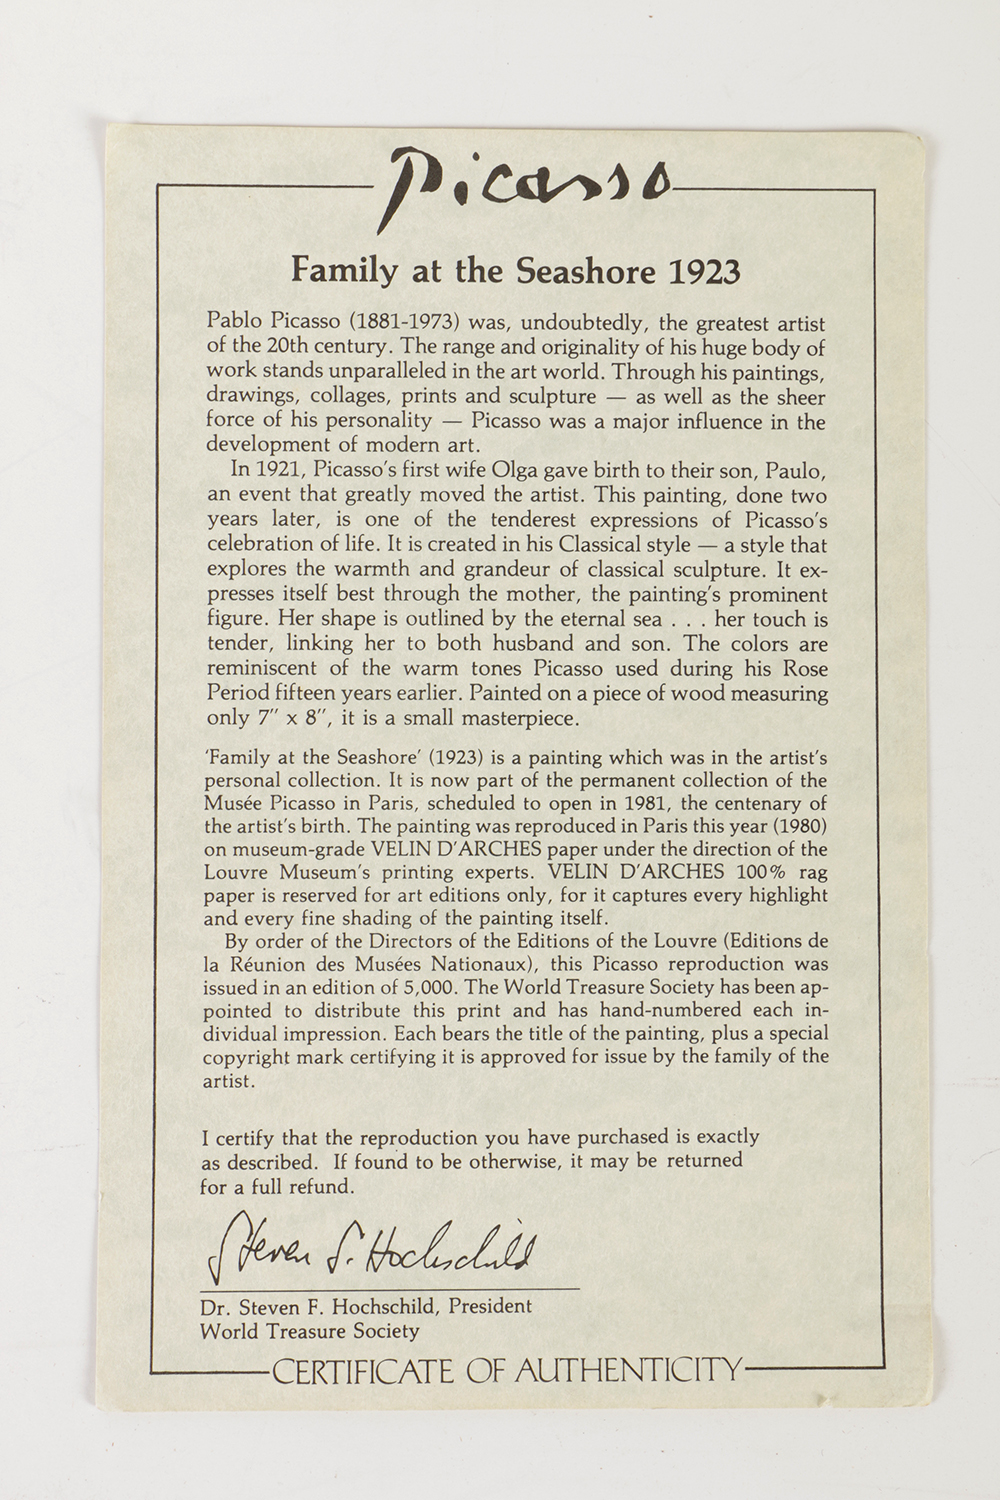 Picasso
Family at the Seashore 1923
Pablo Picasso (1881-1973) was, undoubtedly, the greatest artist
of the 20th century. The range and originality of his huge body of
work stands unparalleled in the art world. Through his paintings,
drawings, collages, prints and sculpture — as well as the sheer
force of his personality — Picasso was a major influence in the
development of modern art.
In 1921, Picasso's first wife Olga gave birth to their son, Paulo,
an event that greatly moved the artist. This painting, done two
years later, is one of the tenderest expressions of Picasso's
celebration of life. It is created in his Classical style — a style that
explores the warmth and grandeur of classical sculpture. It ex-
presses itself best through the mother, the painting's prominent
figure. Her shape is outlined by the eternal sea . . . her touch is
tender, linking her to both husband and son. The colors are
reminiscent of the warm tones Picasso used during his Rose
Period fifteen years earlier. Painted on a piece of wood measuring
only 7″ x 8″, it is a small masterpiece.
'Family at the Seashore' (1923) is a painting which was in the artist's
personal collection. It is now part of the permanent collection of the
Musée Picasso in Paris, scheduled to open in 1981, the centenary of
the artist's birth. The painting was reproduced in Paris this year (1980)
on museum-grade VELIN D'ARCHES paper under the direction of the
Louvre Museum's printing experts. VELIN D'ARCHES 100% rag
paper is reserved for art editions only, for it captures every highlight
and every fine shading of the painting itself.
By order of the Directors of the Editions of the Louvre (Editions de
la Réunion des Musées Nationaux), this Picasso reproduction was
issued in an edition of 5,000. The World Treasure Society has been ap-
pointed to distribute this print and has hand-numbered each in-
dividual impression. Each bears the title of the painting, plus a special
copyright mark certifying it is approved for issue by the family of the
artist.
I certify that the reproduction you have purchased is exactly
as described. If found to be otherwise, it may be returned
for a full refund.
Steven F. Hochschild
Dr. Steven F. Hochschild, President
World Treasure Society
CERTIFICATE OF AUTHENTICITY